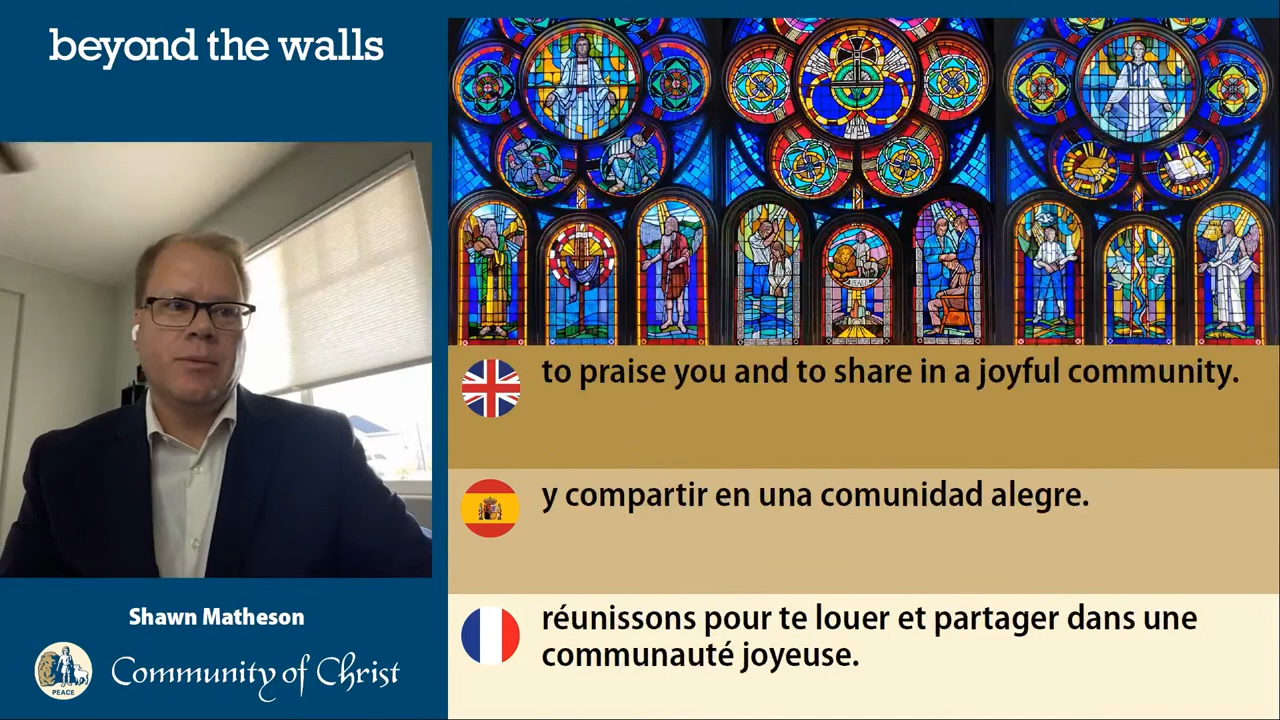 beyond the walls
Shawn Matheson
PEACE
Community of Christ
to praise you and to share in a joyful community.
y compartir en una comunidad alegre.
réunissons pour te louer et partager dans une
communauté joyeuse.